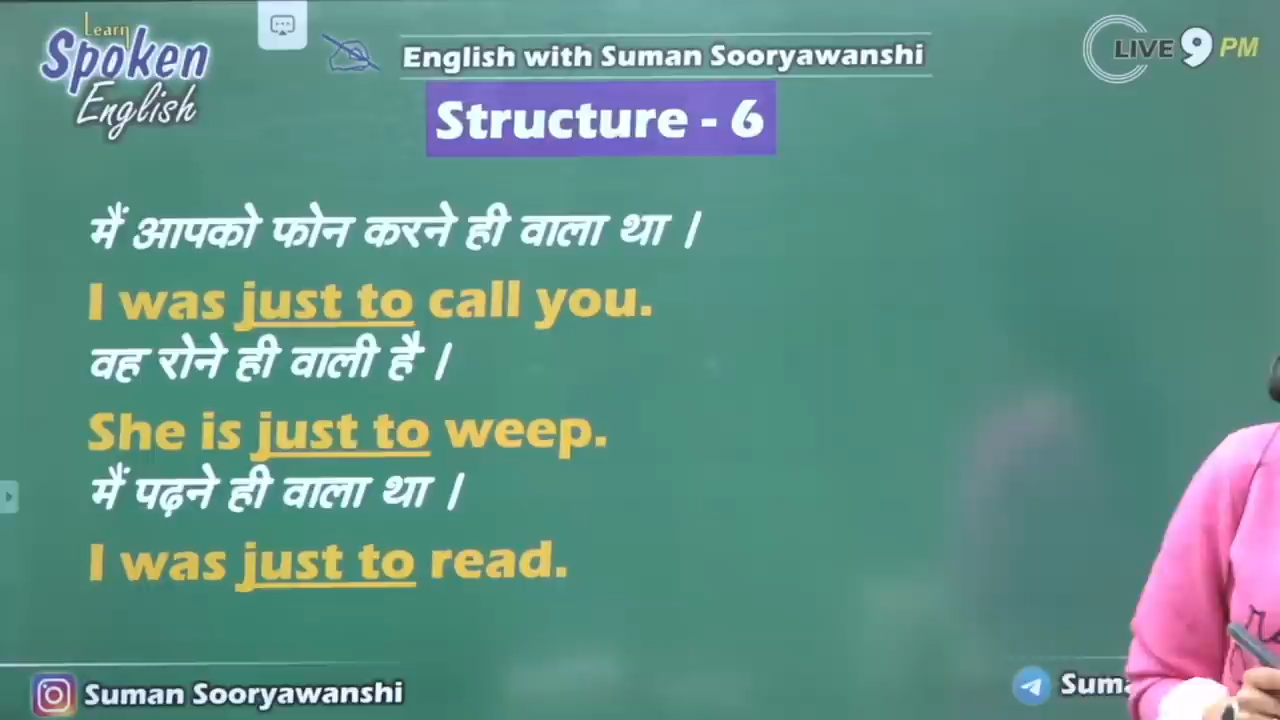 Learn
Spoken
English
English with Suman Sooryawanshi
LIVE 9 PM
Structure - 6
मैं आपको फोन करने ही वाला था ।
I was just to call you.
वह रोने ही वाली है ।
She is just to weep.
मैं पढ़ने ही वाला था ।
I was just to read.
Suman Sooryawanshi